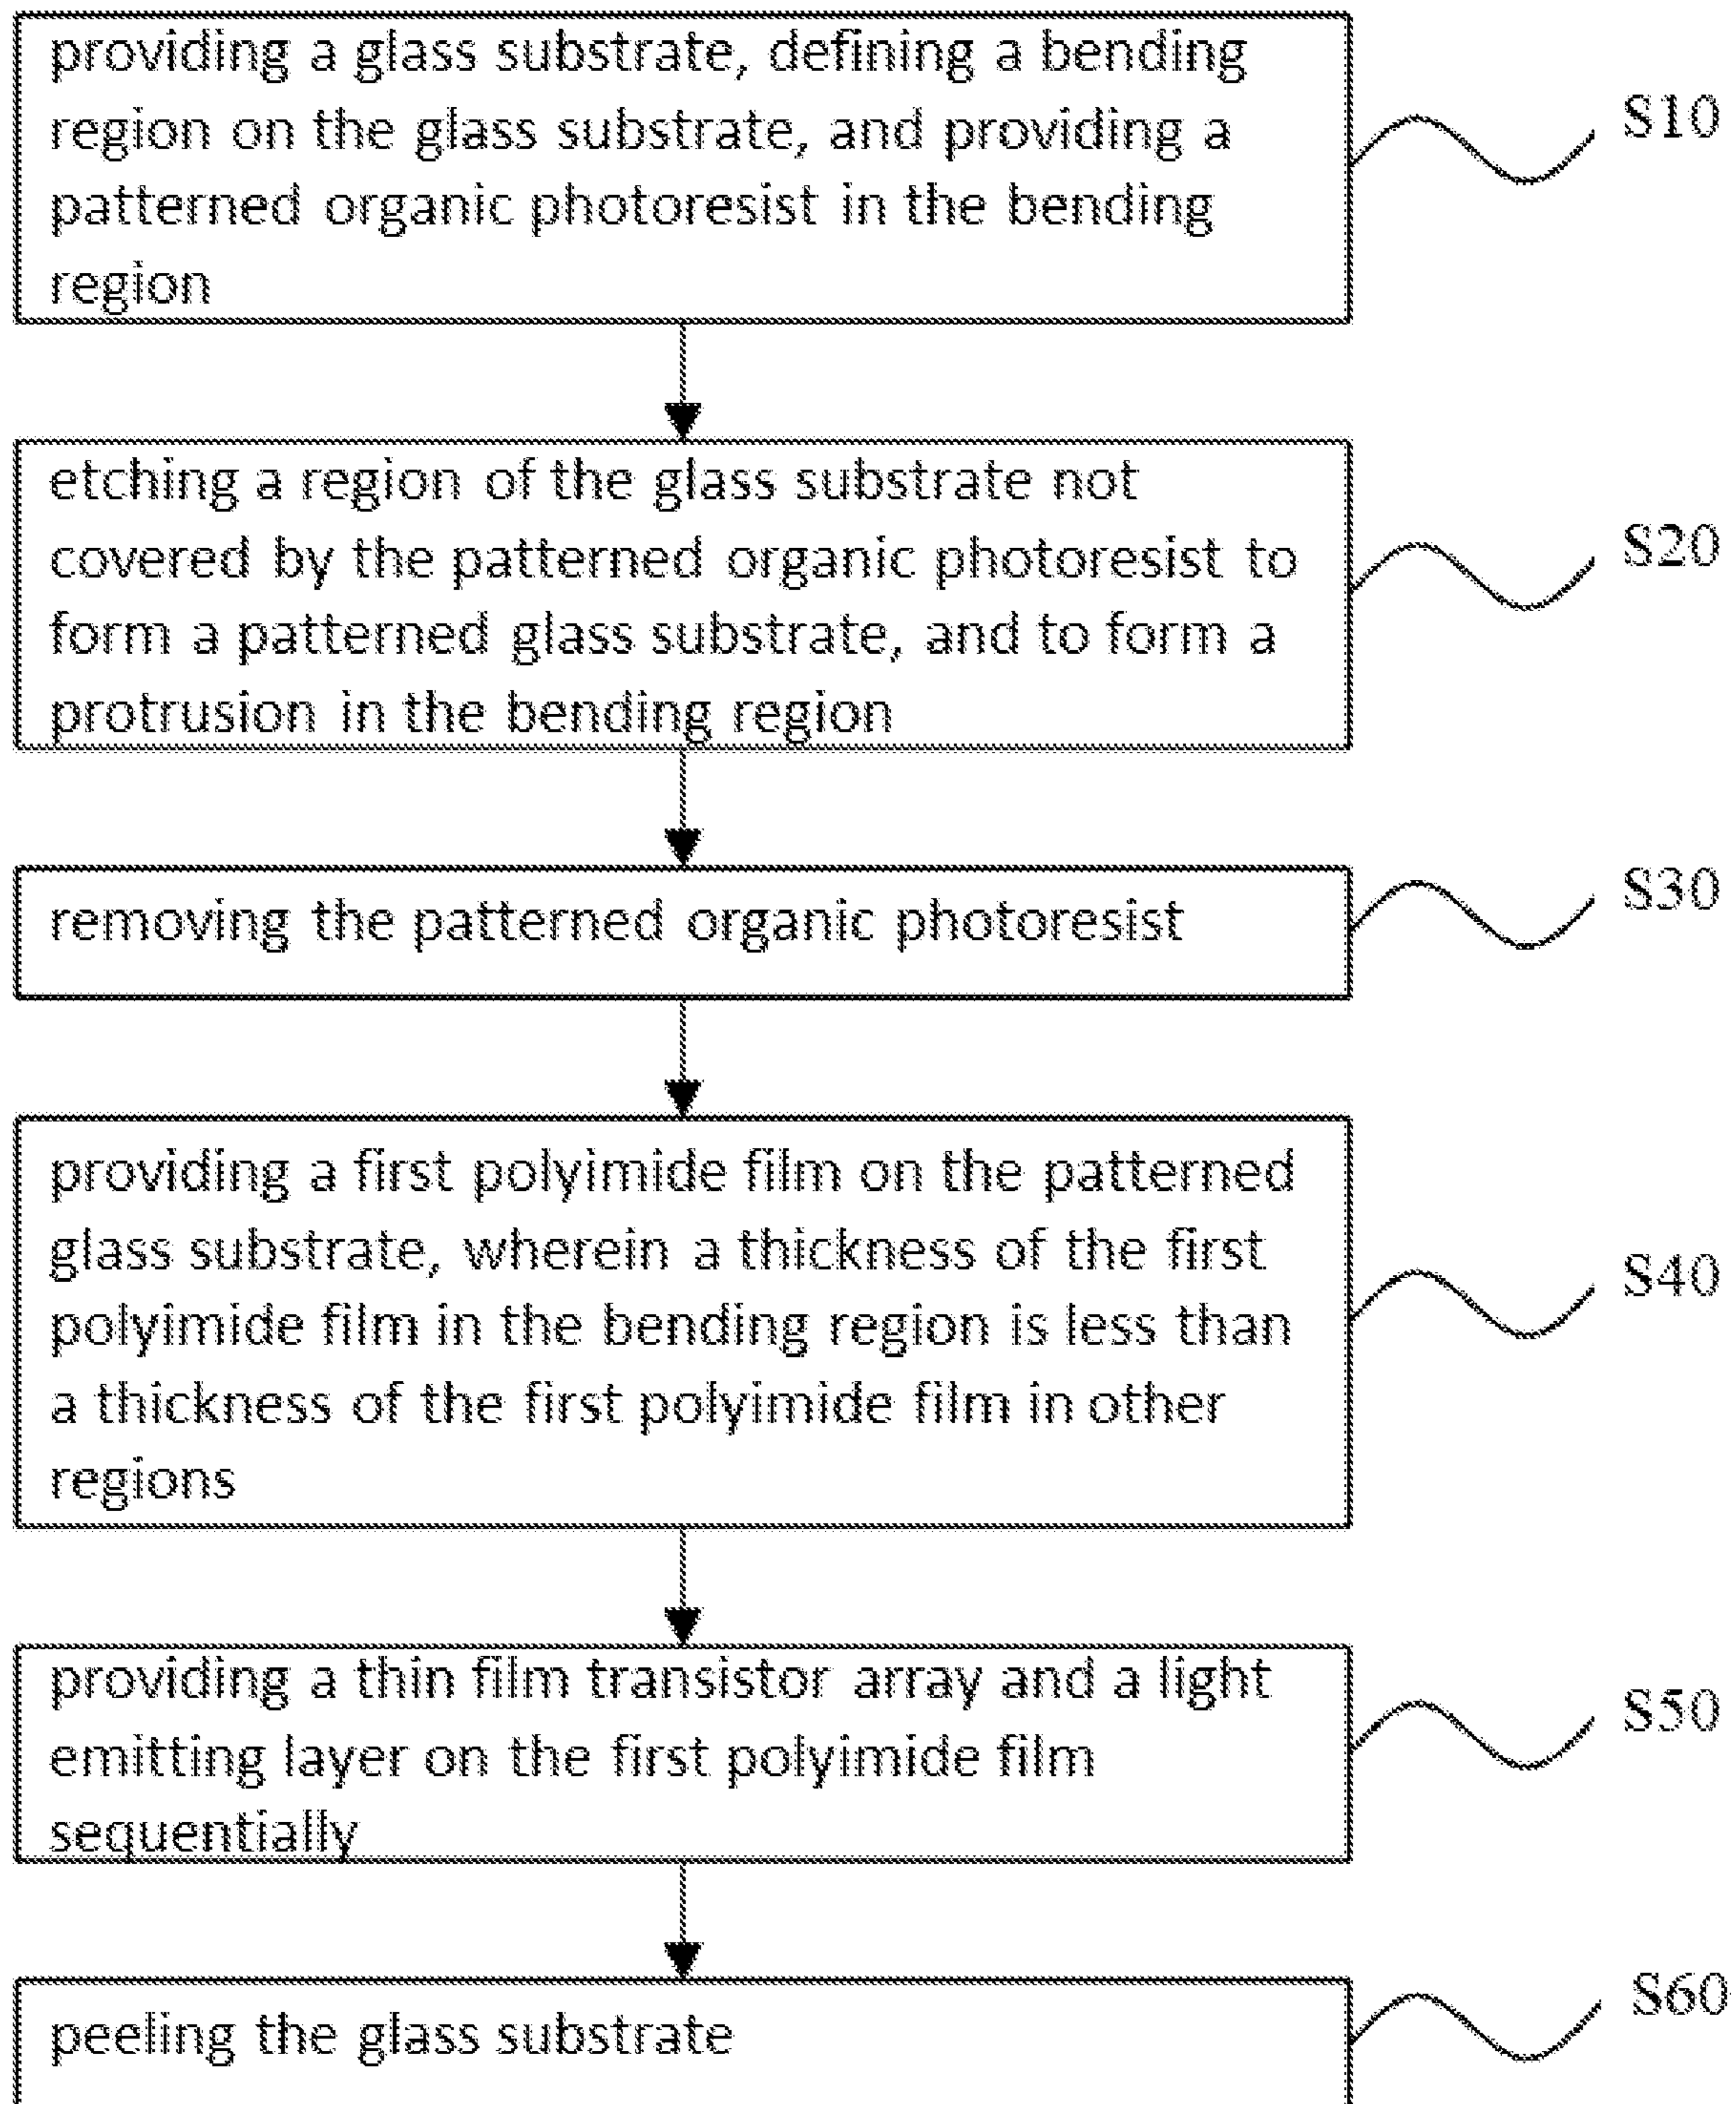 providing a glass substrate, defining a bending
region on the glass substrate, and providing a
patterned organic photoresist in the bending
region
S10
etching a region of the glass substrate not
covered by the patterned organic photoresist to
form a patterned glass substrate, and to form a
protrusion in the bending region
S20
removing the patterned organic photoresist
S30
providing a first polyimide film on the patterned
glass substrate, wherein a thickness of the first
polyimide film in the bending region is less than
a thickness of the first polyimide film in other
regions
S40
providing a thin film transistor array and a light
emitting layer on the first polyimide film
sequentially
S50
peeling the glass substrate
S60